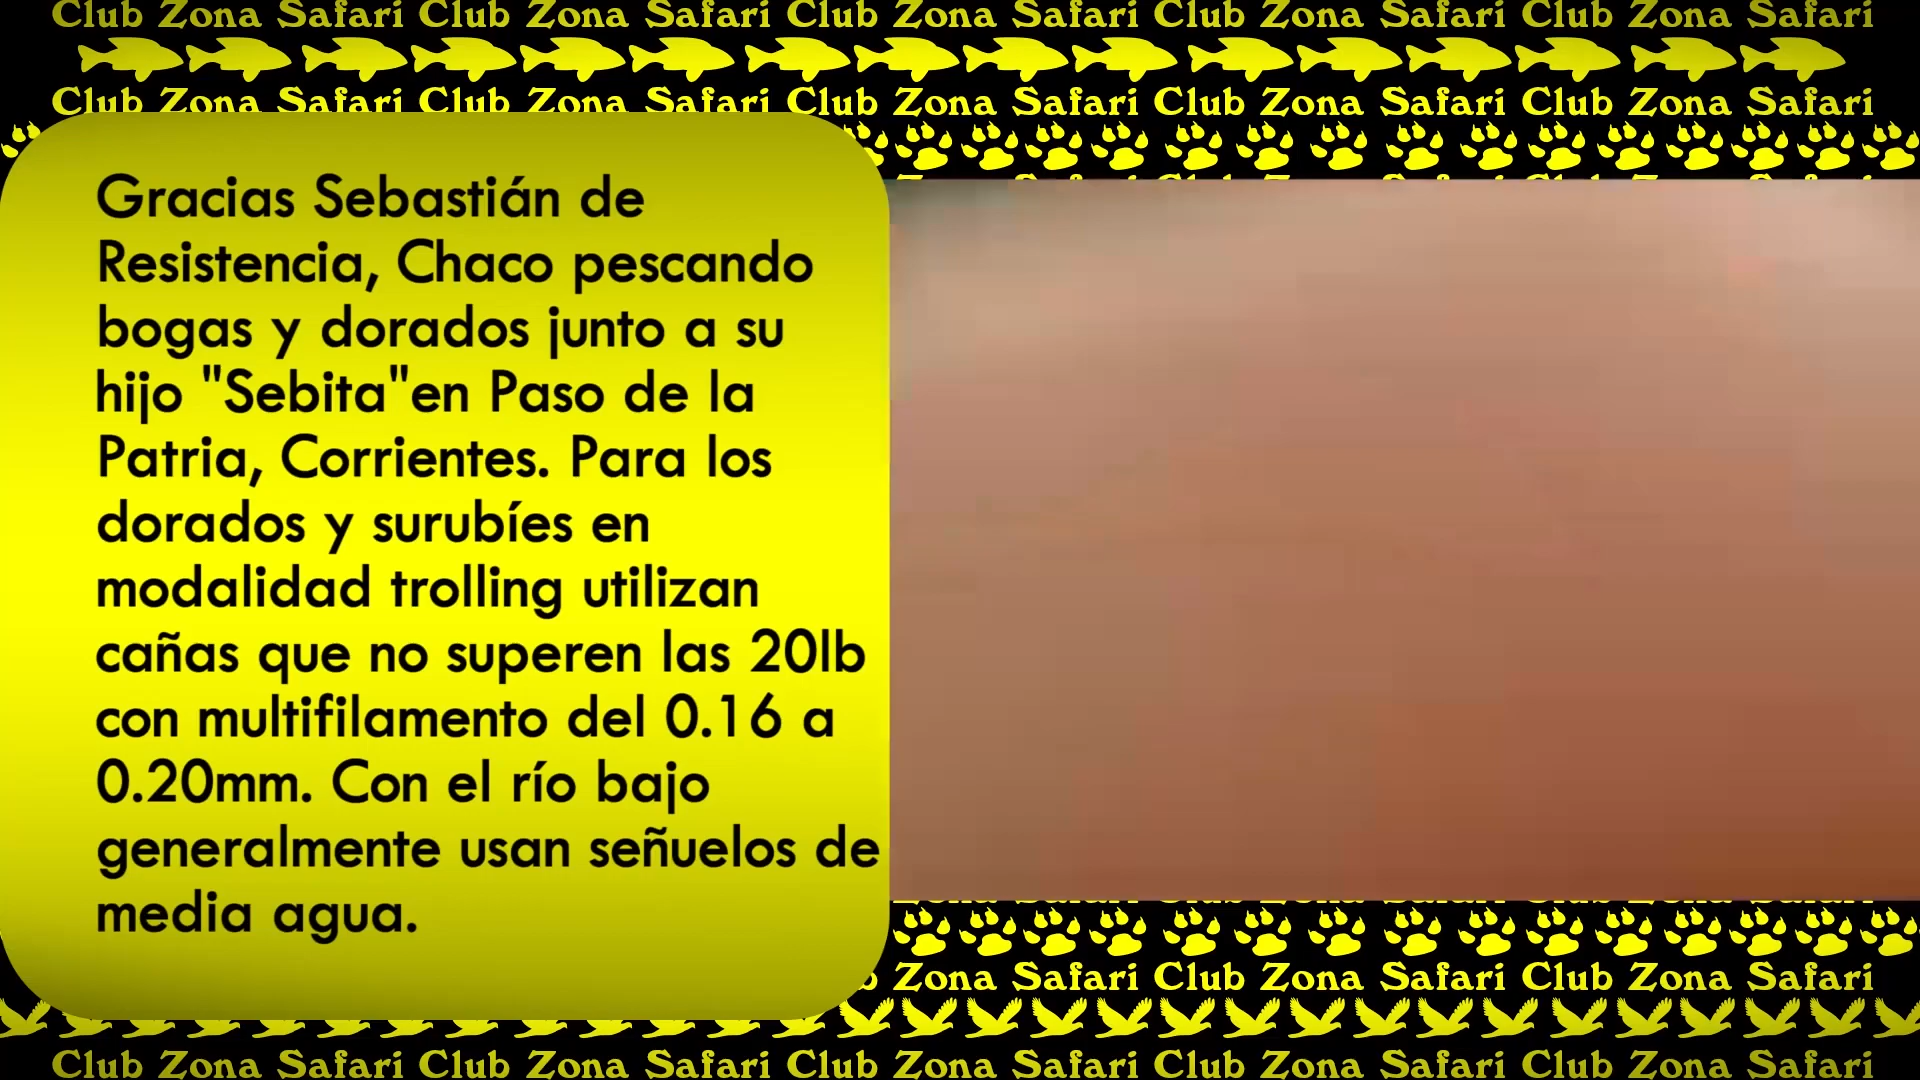 Club Zona Safari Club Zona Safari Club Zona Safari Club Zona Safari Club Zona Safari
Club Zona Safari Club Zona Safari Club Zona Safari Club Zona Safari Club Zona Safari
Gracias Sebastián de
Resistencia, Chaco pescando
bogas y dorados junto a su
hijo "Sebita"en Paso de la
Patria, Corrientes. Para los
dorados y surubíes en
modalidad trolling utilizan
cañas que no superen las 20lb
con multifilamento del 0.16 a
0.20mm. Con el río bajo
generalmente usan señuelos de
media agua.
Zona Safari Club Zona Safari Club Zona Safari
Club Zona Safari Club Zona Safari Club Zona Safari Club Zona Safari Club Zona Safari